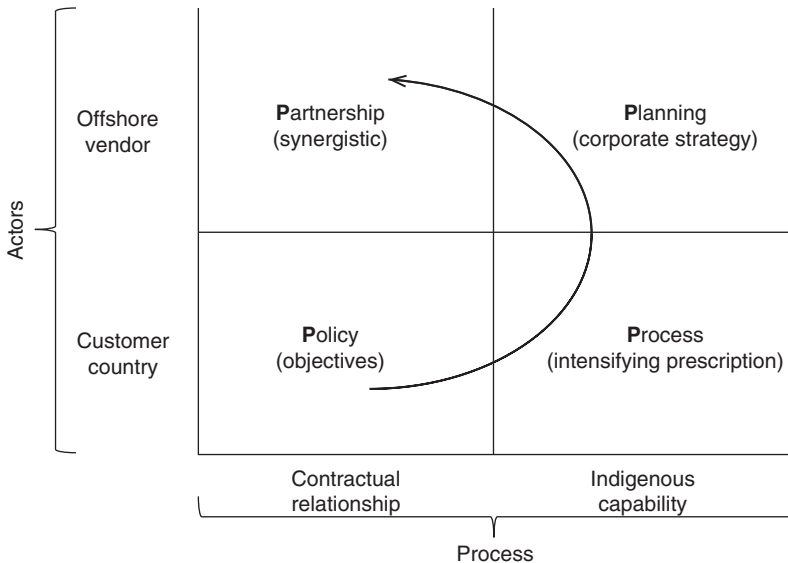 Actors
Offshore
vendor
Partnership
(synergistic)
Planning
(corporate strategy)
Customer
country
Policy
(objectives)
Process
(intensifying prescription)
Contractual
relationship
Indigenous
capability
Process